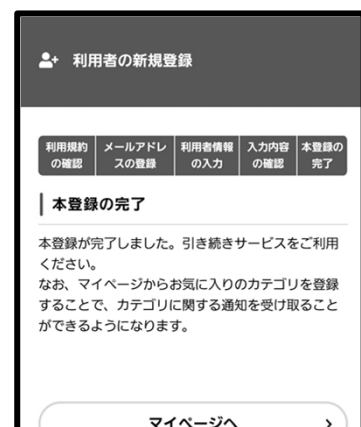 利用者の新規登録
利用規約
の確認
メールアドレ
スの登録
利用者情報
の入力
入力内容
の確認
本登録の
完了
本登録の完了
本登録が完了しました。引き続きサービスをご利用
ください。
なお、マイページからお気に入りのカテゴリを登録
することで、カテゴリに関する通知を受け取ること
ができるようになります。
マイページへ